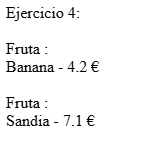 Ejercicio 4:
Fruta :
Banana - 4.2 €
Fruta :
Sandia - 7.1 €